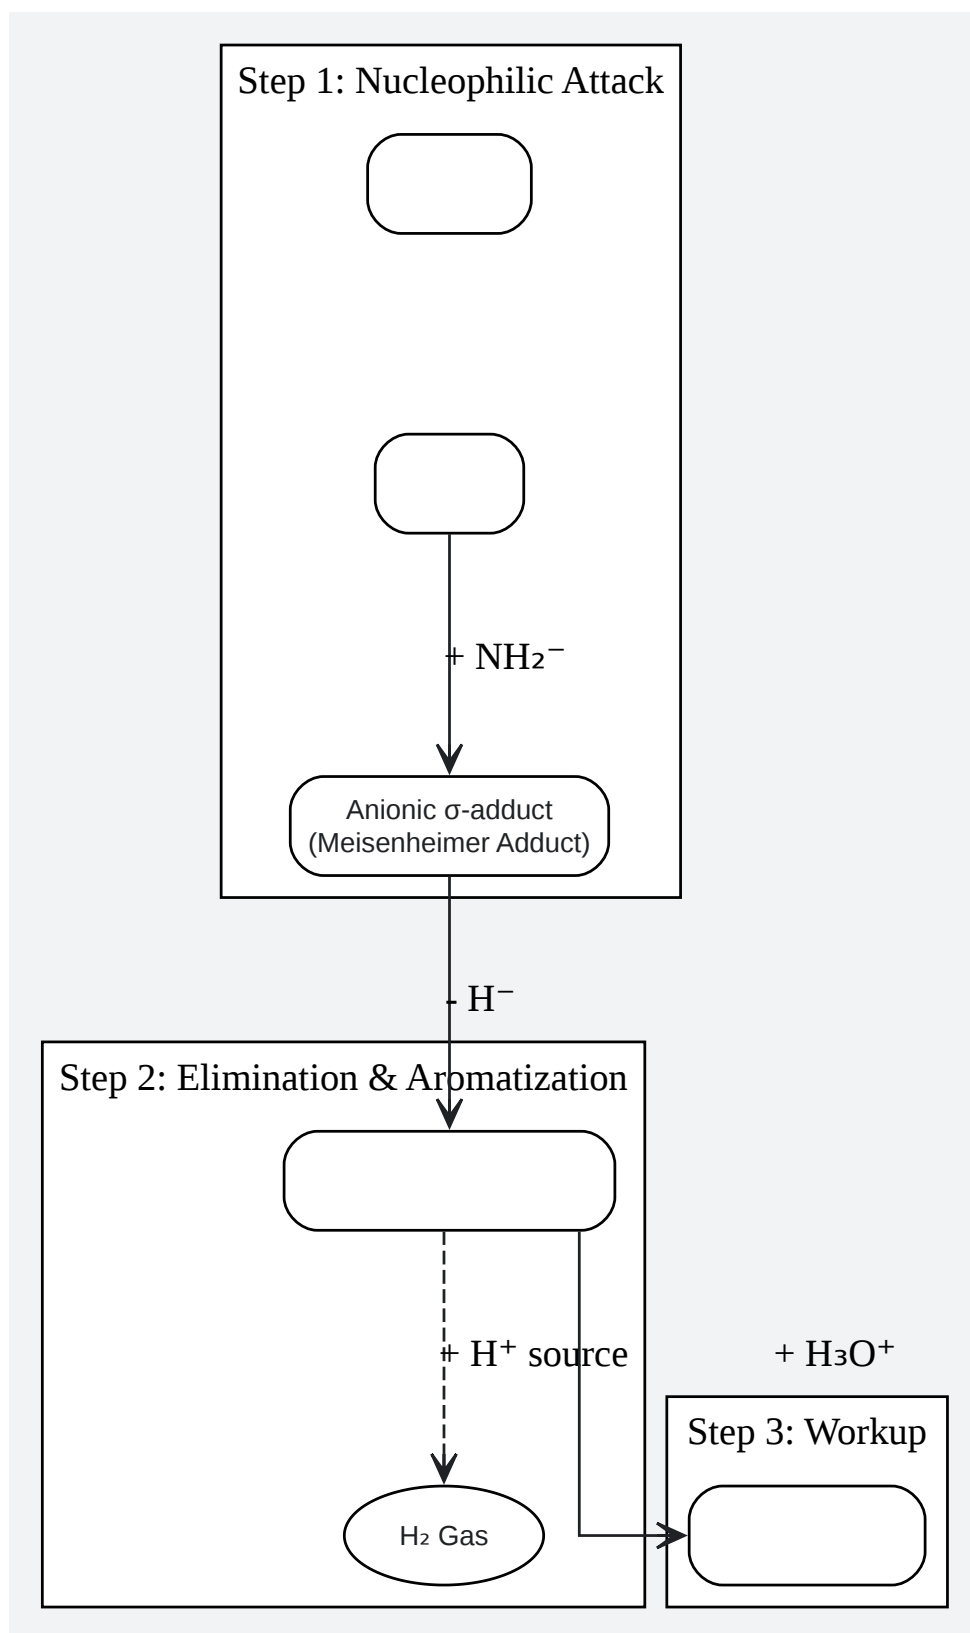 Step 1: Nucleophilic Attack
+ NH₂⁻
Anionic σ-adduct
(Meisenheimer Adduct)
- H⁻
Step 2: Elimination & Aromatization
+ H⁺ source
+ H₃O⁺
Step 3: Workup
H₂ Gas